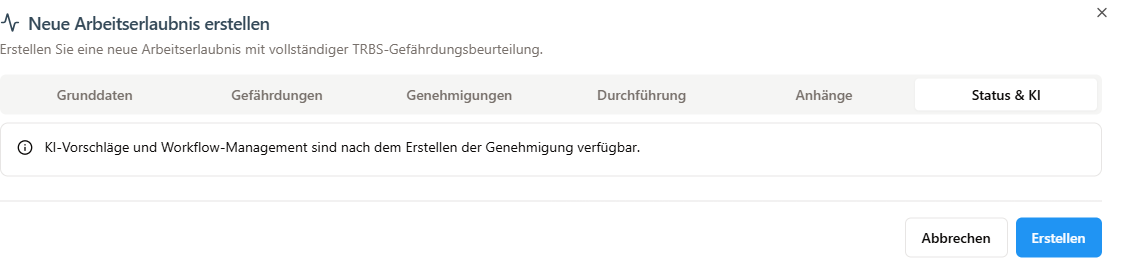 Neue Arbeitserlaubnis erstellen
Erstellen Sie eine neue Arbeitserlaubnis mit vollständiger TRBS-Gefährdungsbeurteilung.
Grunddaten Gefährdungen Genehmigungen Durchführung Anhänge Status & KI
KI-Vorschläge und Workflow-Management sind nach dem Erstellen der Genehmigung verfügbar.
Abbrechen Erstellen